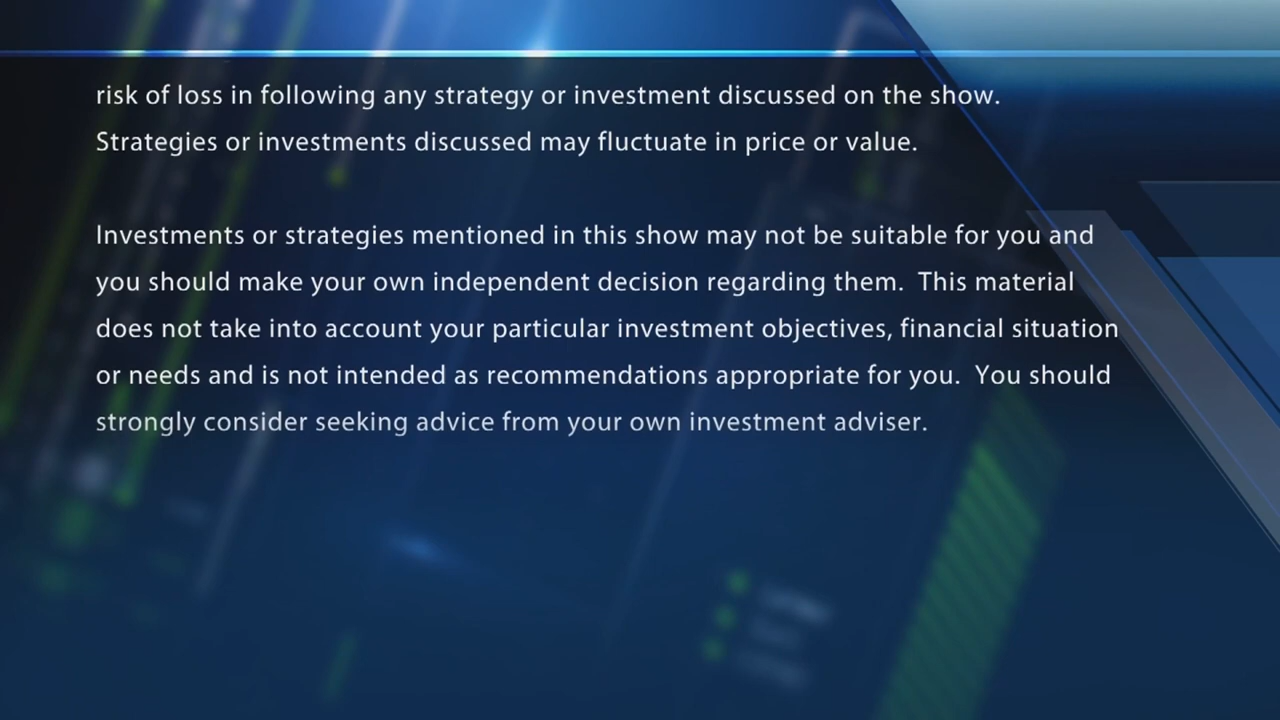 risk of loss in following any strategy or investment discussed on the show.
Strategies or investments discussed may fluctuate in price or value.
Investments or strategies mentioned in this show may not be suitable for you and
you should make your own independent decision regarding them.  This material
does not take into account your particular investment objectives, financial situation
or needs and is not intended as recommendations appropriate for you.  You should
strongly consider seeking advice from your own investment adviser.